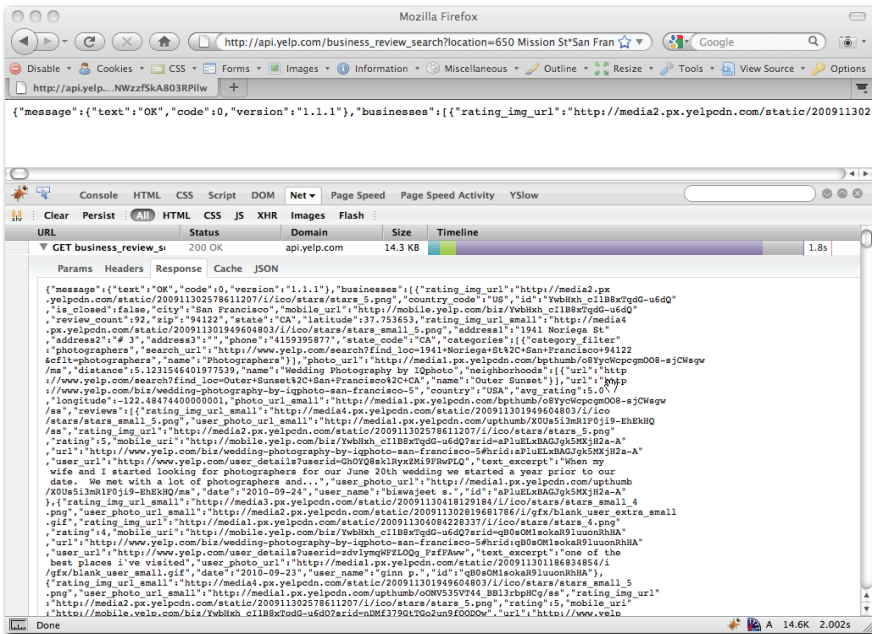 Mozilla Firefox
http://api.yelp.com/business_review_search?location=650 Mission St*San Fran
Google
Disable Cookies CSS Forms Images Information Miscellaneous Outline Resize Tools View Source Options
http://api.yelp....NWzzfSkA803RPilw +
{"message":{"text":"OK","code":0,"version":"1.1.1"},"businesses":[{"rating_img_url":"http://media2.px.yelpcdn.com/static/200911302
Console HTML CSS Script DOM Net Page Speed Page Speed Activity YSlow
Clear Persist All HTML CSS JS XHR Images Flash
URL Status Domain Size Timeline
GET business_review_s 200 OK api.yelp.com 14.3 KB 1.8s
Params Headers Response Cache JSON
{"message":{"text":"OK","code":0,"version":"1.1.1"},"businesses":[{"rating_img_url":"http://media2.px
.yelpcdn.com/static/200911302578611207/i/ico/stars/stars_5.png","country_code":"US","id":"YwbHxh_cI1B8xTqdG-u6dQ"
,"is_closed":false,"city":"San Francisco","mobile_url":"http://mobile.yelp.com/biz/YwbHxh_cI1B8xTqdG-u6dQ"
,"review_count":92,"zip":"94122","state":"CA","latitude":37.753653,"rating_img_url_small":"http://media4
.px.yelpcdn.com/static/200911301949604803/i/ico/stars/stars_small_5.png","address1":"1941 Noriega St"
,"address2":"# 3","address3":"","phone":"4159395877","state_code":"CA","categories":[{"category_filter"
:"photographers","search_url":"http://www.yelp.com/search?find_loc=1941+Noriega+St%2C+San+Francisco+94122
&cflt=photographers","name":"Photographers"}],"photo_url":"http://media1.px.yelpcdn.com/bpthumb/o8YycWcpcgmOO8-sjCWsgw
/ms","distance":5.1231546401977539,"name":"Wedding Photography by IQphoto","neighborhoods":[{"url":"http
://www.yelp.com/search?find_loc=Outer+Sunset%2C+San+Francisco%2C+CA","name":"Outer Sunset"}],"url":"http
://www.yelp.com/biz/wedding-photography-by-iqphoto-san-francisco-5","country":"USA","avg_rating":5.0
,"longitude":-122.48474400000001,"photo_url_small":"http://media1.px.yelpcdn.com/bpthumb/o8YycWcpcgmOO8-sjCWsgw
/ss","reviews":[{"rating_img_url_small":"http://media4.px.yelpcdn.com/static/200911301949604803/i/ico
/stars/stars_small_5.png","user_photo_url_small":"http://media1.px.yelpcdn.com/upthumb/X0Us5i3mR1F0ji9-EhEkHQ
/ss","rating_img_url":"http://media2.px.yelpcdn.com/static/200911302578611207/i/ico/stars/stars_5.png"
,"rating":5,"mobile_uri":"http://mobile.yelp.com/biz/YwbHxh_cI1B8xTqdG-u6dQ?srid=aPluELxBAGJgk5MXjH2a-A"
,"url":"http://www.yelp.com/biz/wedding-photography-by-iqphoto-san-francisco-5#hrid:aPluELxBAGJgk5MXjH2a-A"
,"user_url":"http://www.yelp.com/user_details?userid=GhOYQ8sklRyxZMi9FRwPLQ","text_excerpt":"When my
wife and I started looking for photographers for our June 20th wedding we started a year prior to our
date.  We met with a lot of photographers and...","user_photo_url":"http://media1.px.yelpcdn.com/upthumb
/X0Us5i3mR1F0ji9-EhEkHQ/ms","date":"2010-09-24","user_name":"biswajeet s.","id":"aPluELxBAGJgk5MXjH2a-A"
},{"rating_img_url_small":"http://media3.px.yelpcdn.com/static/200911304181291​84/i/ico/stars/stars_small_4
.png","user_photo_url_small":"http://media2.px.yelpcdn.com/static/200911302819681786/i/gfx/blank_user_extra_small
.gif","rating_img_url":"http://media1.px.yelpcdn.com/static/200911304084228337/i/ico/stars/stars_4.png"
,"rating":4,"mobile_uri":"http://mobile.yelp.com/biz/YwbHxh_cI1B8xTqdG-u6dQ?srid=qB0sOM1sokaR9luuonRhHA"
,"url":"http://www.yelp.com/biz/wedding-photography-by-iqphoto-san-francisco-5#hrid:qB0sOM1sokaR9luuonRhHA"
,"user_url":"http://www.yelp.com/user_details?userid=zdvlymqWFZLOQg_FzfFAww","text_excerpt":"one of the
best places i've visited","user_photo_url":"http://media1.px.yelpcdn.com/static/200911301186834854/i
/gfx/blank_user_small.gif","date":"2010-09-23","user_name":"ginn p.","id":"qB0sOM1sokaR9luuonRhHA"},
{"rating_img_url_small":"http://media4.px.yelpcdn.com/static/200911301949604803/i/ico/stars/stars_small_5
.png","user_photo_url_small":"http://media1.px.yelpcdn.com/upthumb/oONV535VT44_BBl3rbpHCg/ss","rating_img_url"
:"http://media2.px.yelpcdn.com/static/200911302578611207/i/ico/stars/stars_5.png","rating":5,"mobile_uri"
Done A 14.6K 2.002s